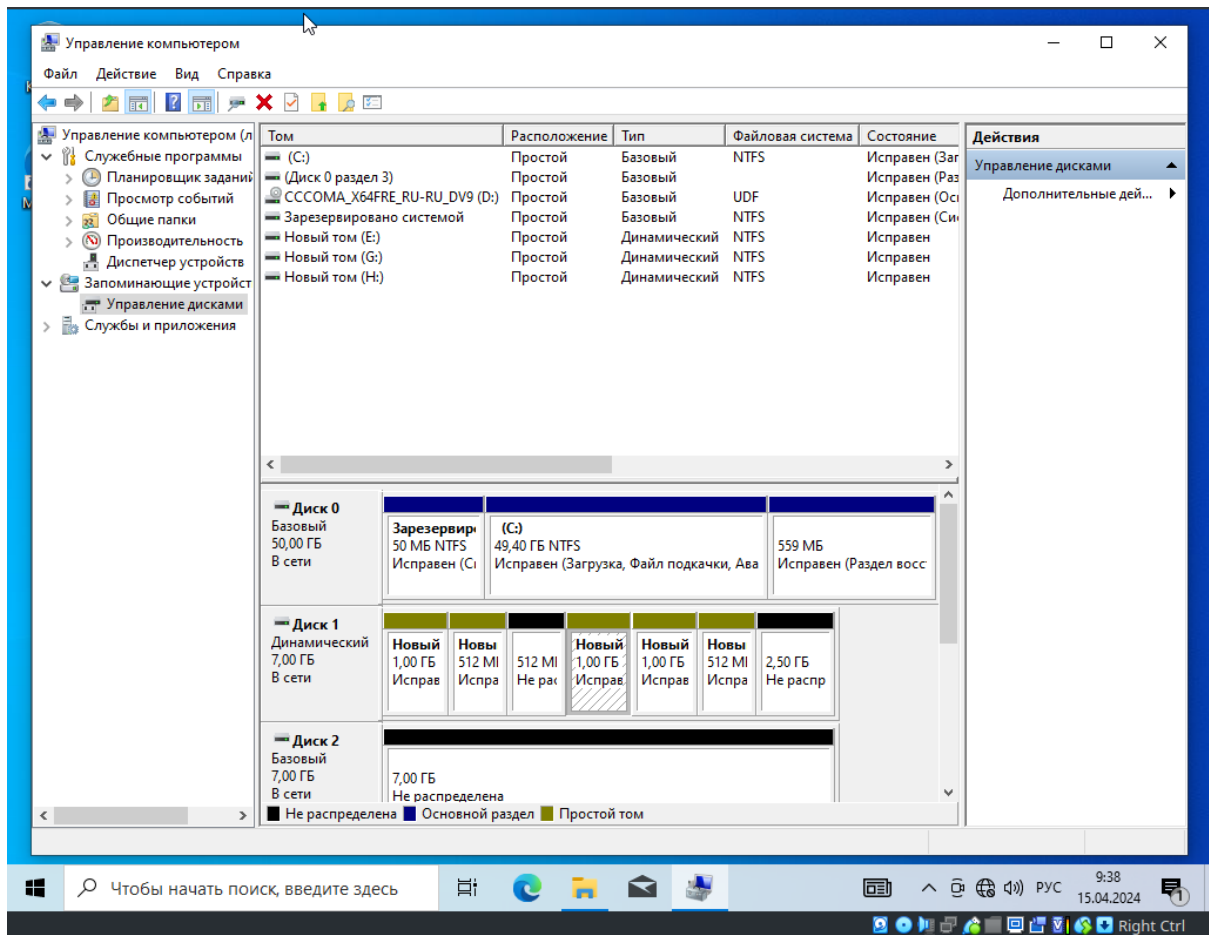 Управление компьютером
Файл Действие Вид Справка
Управление компьютером (л
Служебные программы
Планировщик заданий
Просмотр событий
Общие папки
Производительность
Диспетчер устройств
Запоминающие устройст
Управление дисками
Службы и приложения
Том Расположение Тип Файловая система Состояние
(C:) Простой Базовый NTFS Исправен (Заг
(Диск 0 раздел 3) Простой Базовый Исправен (Раз
CCCOMA_X64FRE_RU-RU_DV9 (D:) Простой Базовый UDF Исправен (Осн
Зарезервировано системой Простой Базовый NTFS Исправен (Сис
Новый том (E:) Простой Динамический NTFS Исправен
Новый том (G:) Простой Динамический NTFS Исправен
Новый том (H:) Простой Динамический NTFS Исправен
Действия
Управление дисками
Дополнительные дей...
Диск 0
Базовый
50,00 ГБ
В сети
Зарезервир
50 МБ NTFS
Исправен (Сі
(C:)
49,40 ГБ NTFS
Исправен (Загрузка, Файл подкачки, Ава
559 МБ
Исправен (Раздел восс
Диск 1
Динамический
7,00 ГБ
В сети
Новый
1,00 ГБ
Исправ
Новы
512 МІ
Испра
512 МІ
Не рас
Новый
1,00 ГБ
Исправ
Новый
1,00 ГБ
Исправ
Новы
512 МІ
Испра
2,50 ГБ
Не распр
Диск 2
Базовый
7,00 ГБ
В сети
7,00 ГБ
Не распределена
Не распределена Основной раздел Простой том
Чтобы начать поиск, введите здесь
РУС
9:38
15.04.2024
1
Right Ctrl